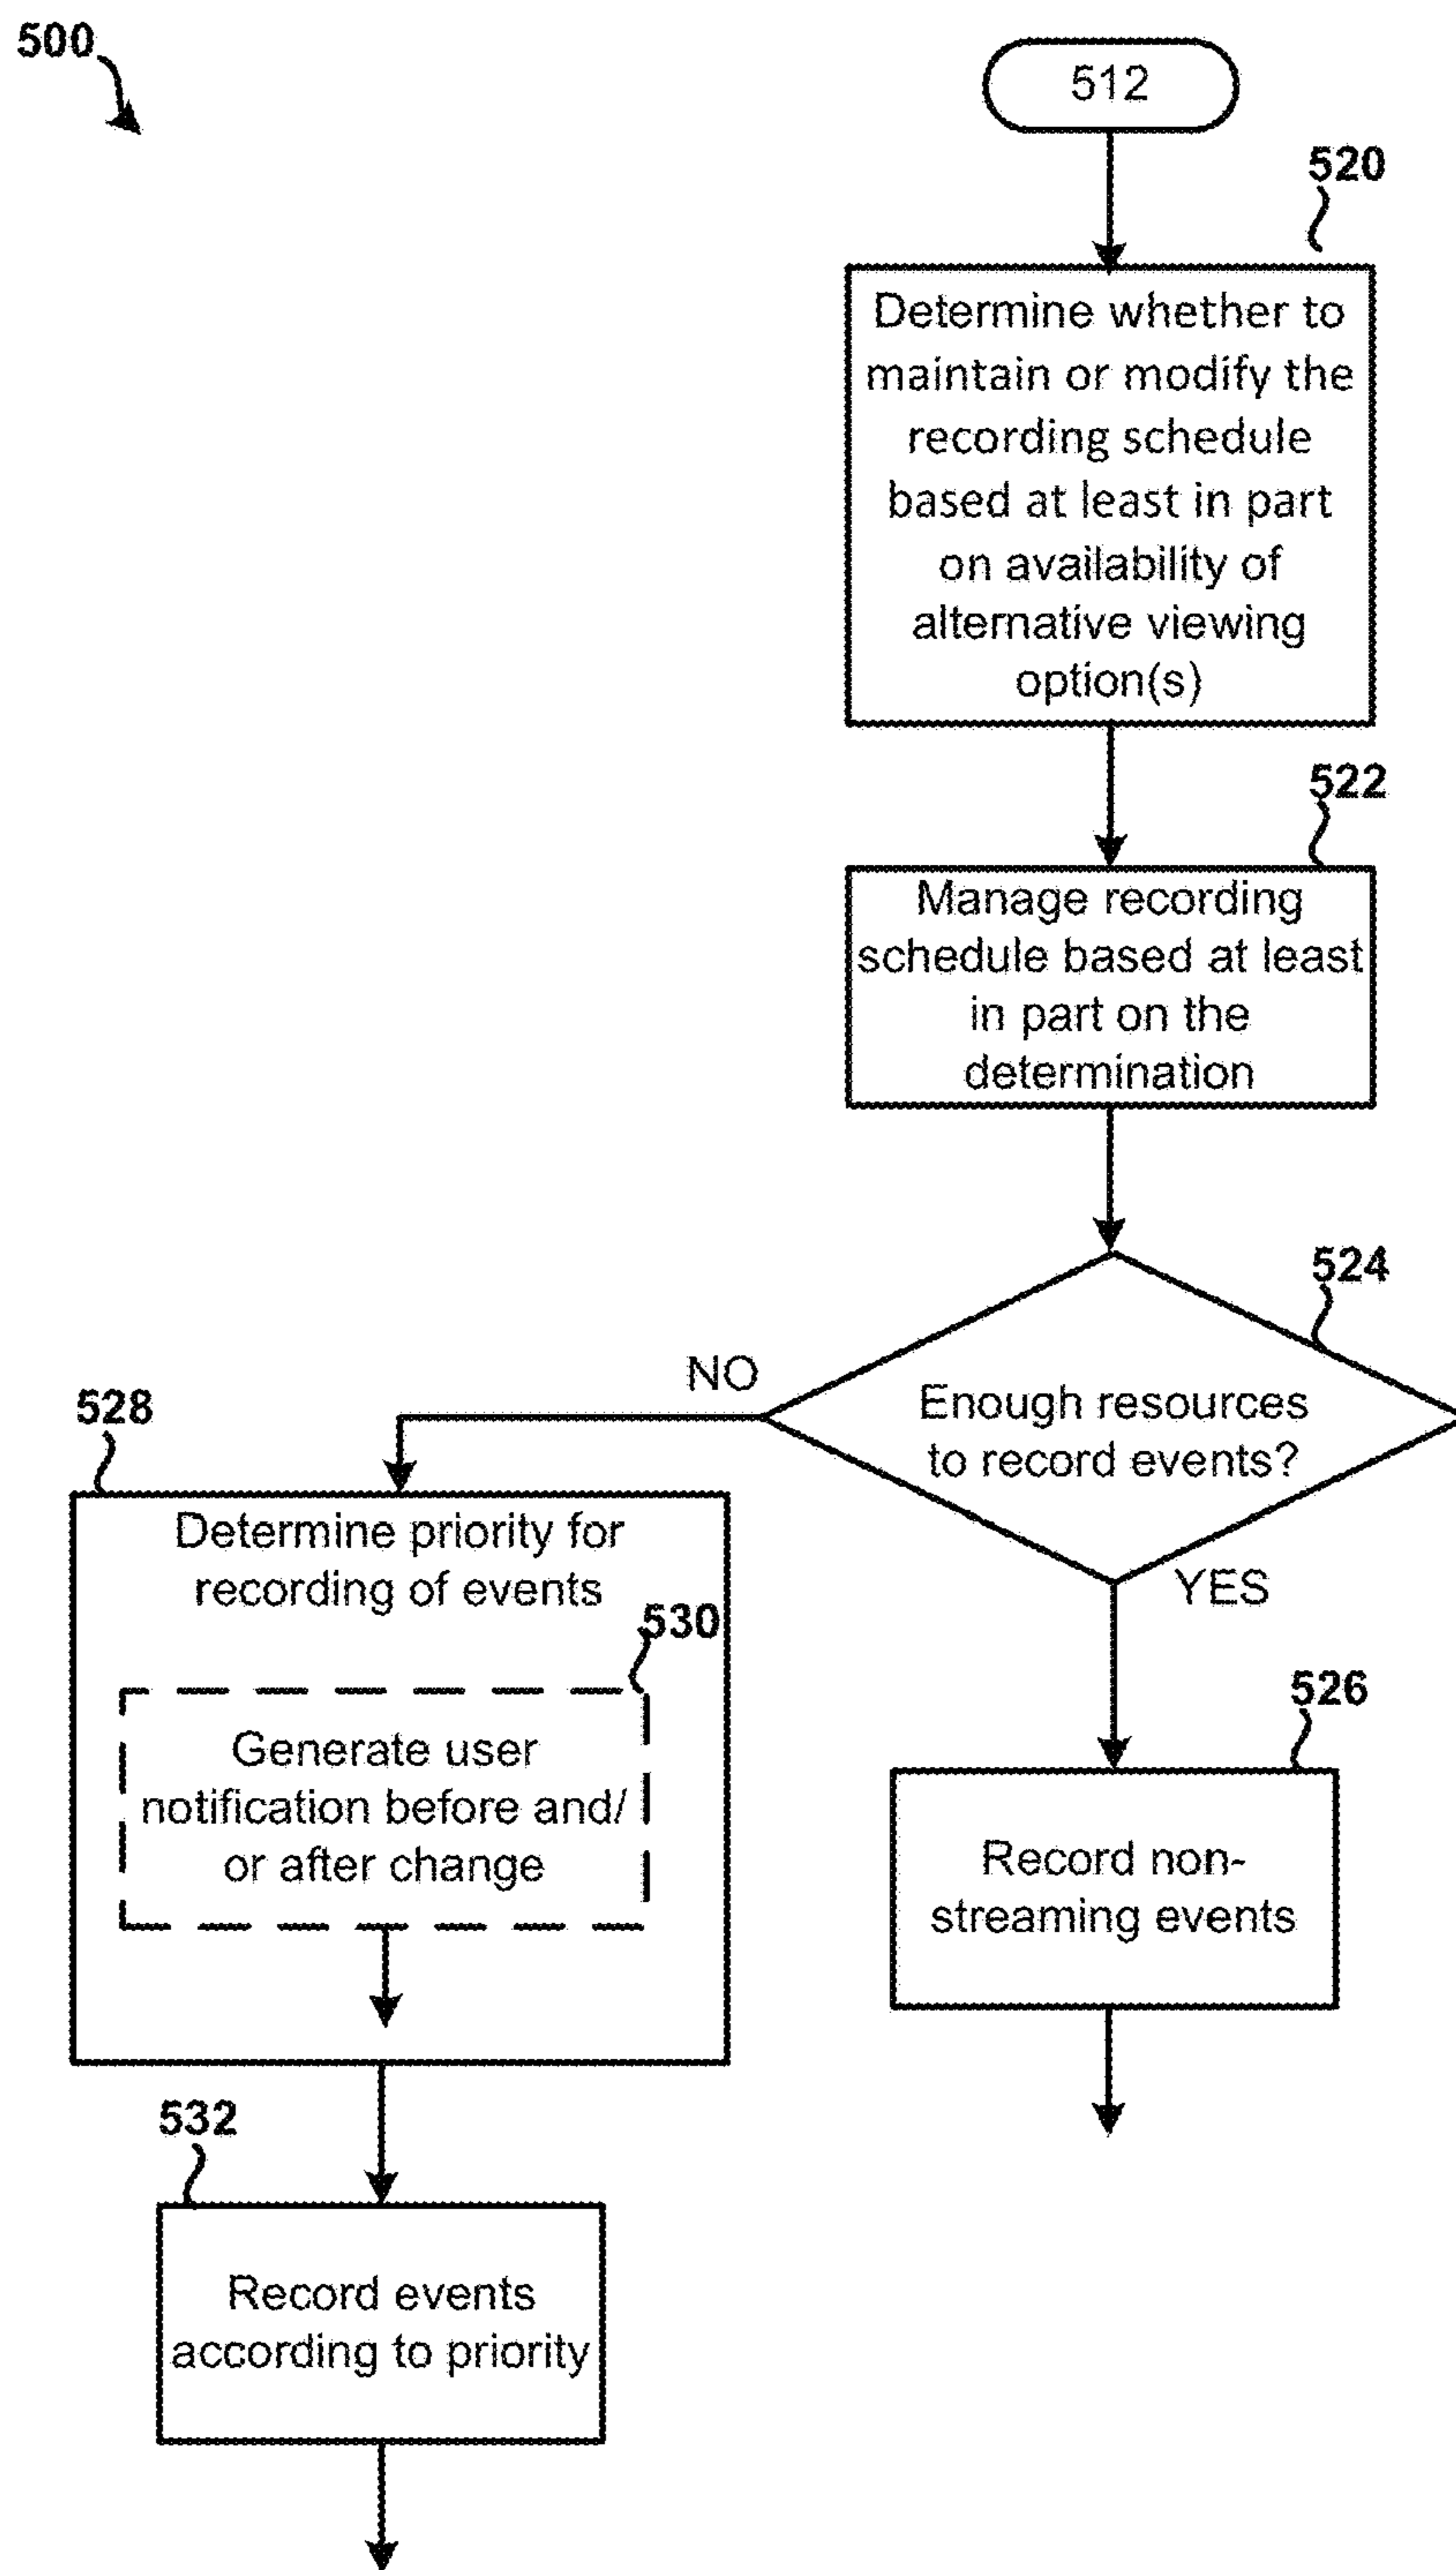 500
512
520
Determine whether to
maintain or modify the
recording schedule
based at least in part
on availability of
alternative viewing
option(s)
522
Manage recording
schedule based at least
in part on the
determination
524
Enough resources
to record events?
NO
YES
528
Determine priority for
recording of events
530
Generate user
notification before and/
or after change
526
Record non-
streaming events
532
Record events
according to priority